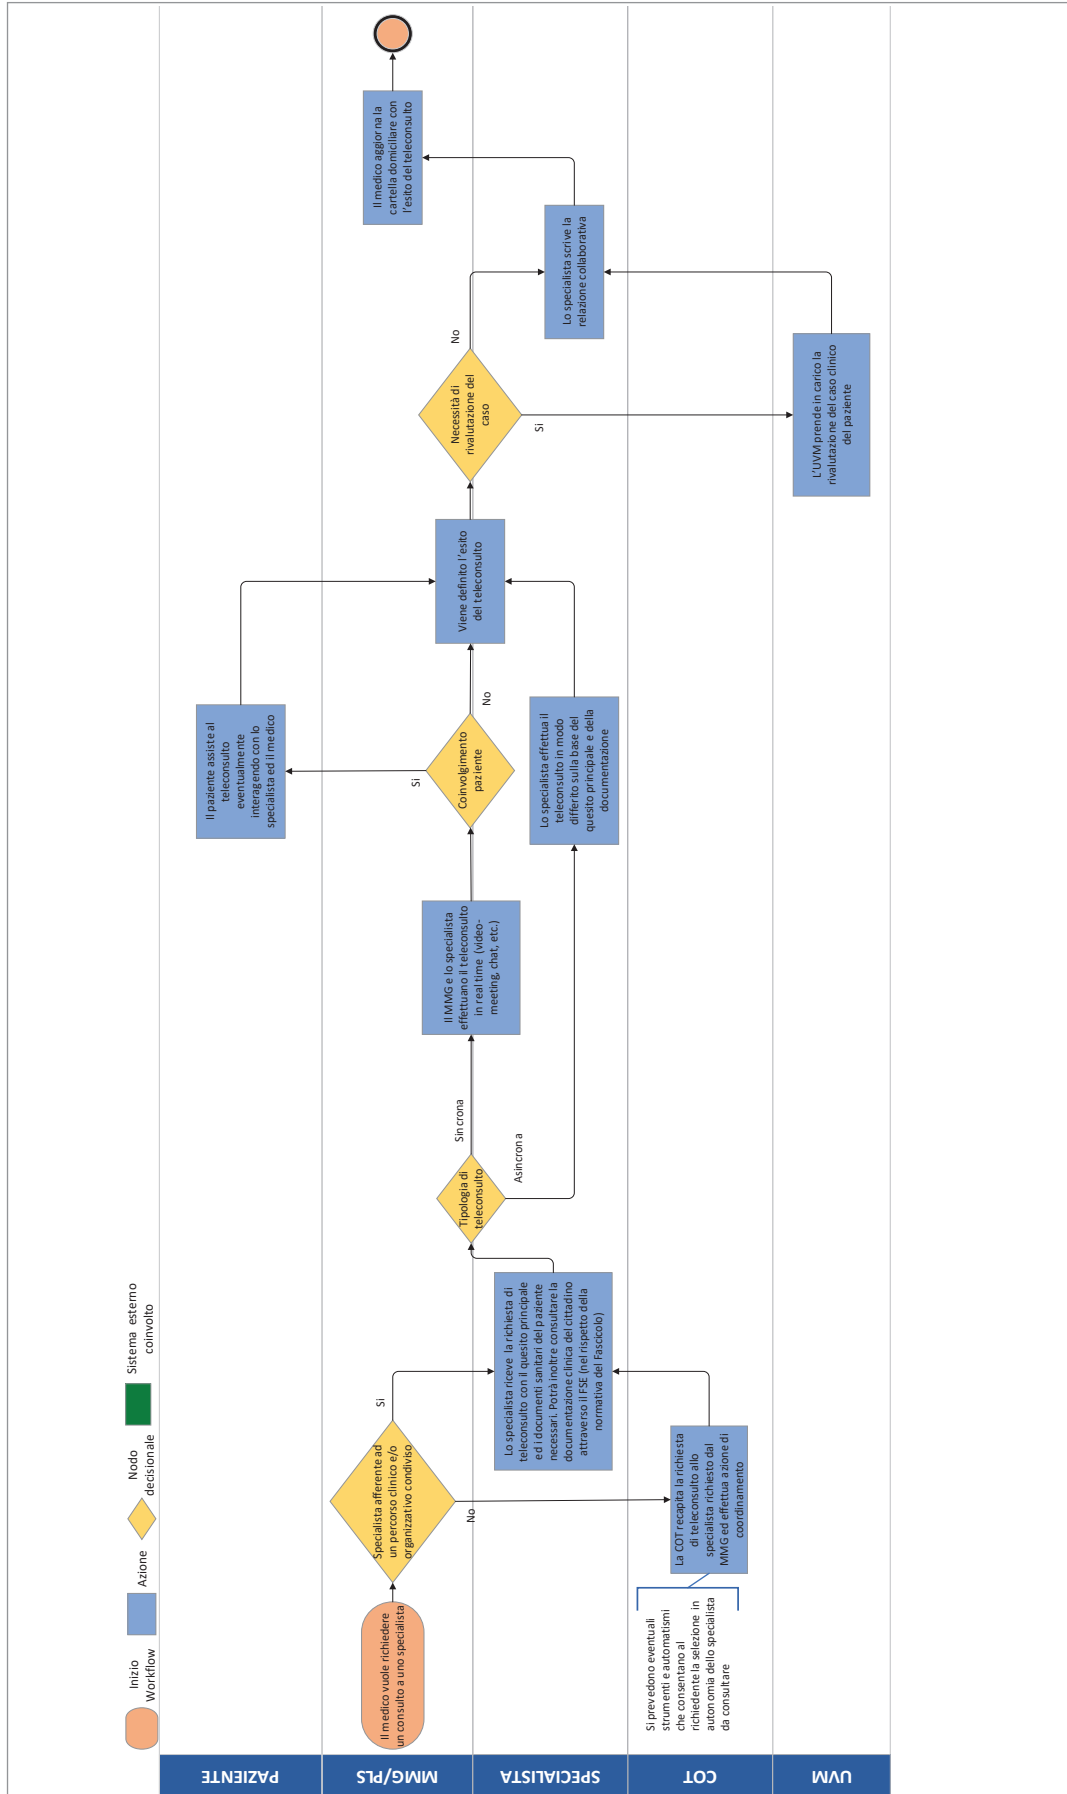 Inizio
Workflow
Azione
Nodo
decisionale
Sistema esterno
coinvolto
PAZIENTE
MMG/PLS
SPECIALISTA
COT
UVM
Il medico vuole richiedere
un consulto a uno specialista
Specialista afferente ad
un percorso clinico e/o
organizzativo condiviso
Si
No
Si prevedono eventuali
strumenti e automatismi
che consentano al
richiedente la selezione in
autonomia dello specialista
da consultare
La COT recapita la richiesta
di teleconsulto allo
specialista richiesto dal
MMG ed effettua azione di
coordinamento
Lo specialista riceve la richiesta di
teleconsulto con il quesito principale
ed i documenti sanitari del paziente
necessari. Potrà inoltre consultare la
documentazione clinica del cittadino
attraverso il FSE (nel rispetto della
normativa del Fascicolo)
Tipologia di
teleconsulto
Sincrona
Asincrona
Il MMG e lo specialista
effettuano il teleconsulto
in real time (video-
meeting, chat, etc.)
Lo specialista effettua il
teleconsulto in modo
differito sulla base del
quesito principale e della
documentazione
Coinvolgimento
paziente
Si
No
Il paziente assiste al
teleconsulto
eventualmente
interagendo con lo
specialista ed il medico
Viene definito l'esito
del teleconsulto
Necessità di
rivalutazione del
caso
No
Si
L'UVM prende in carico la
rivalutazione del caso clinico
del paziente
Lo specialista scrive la
relazione collaborativa
Il medico aggiorna la
cartella domiciliare con
l'esito del teleconsulto